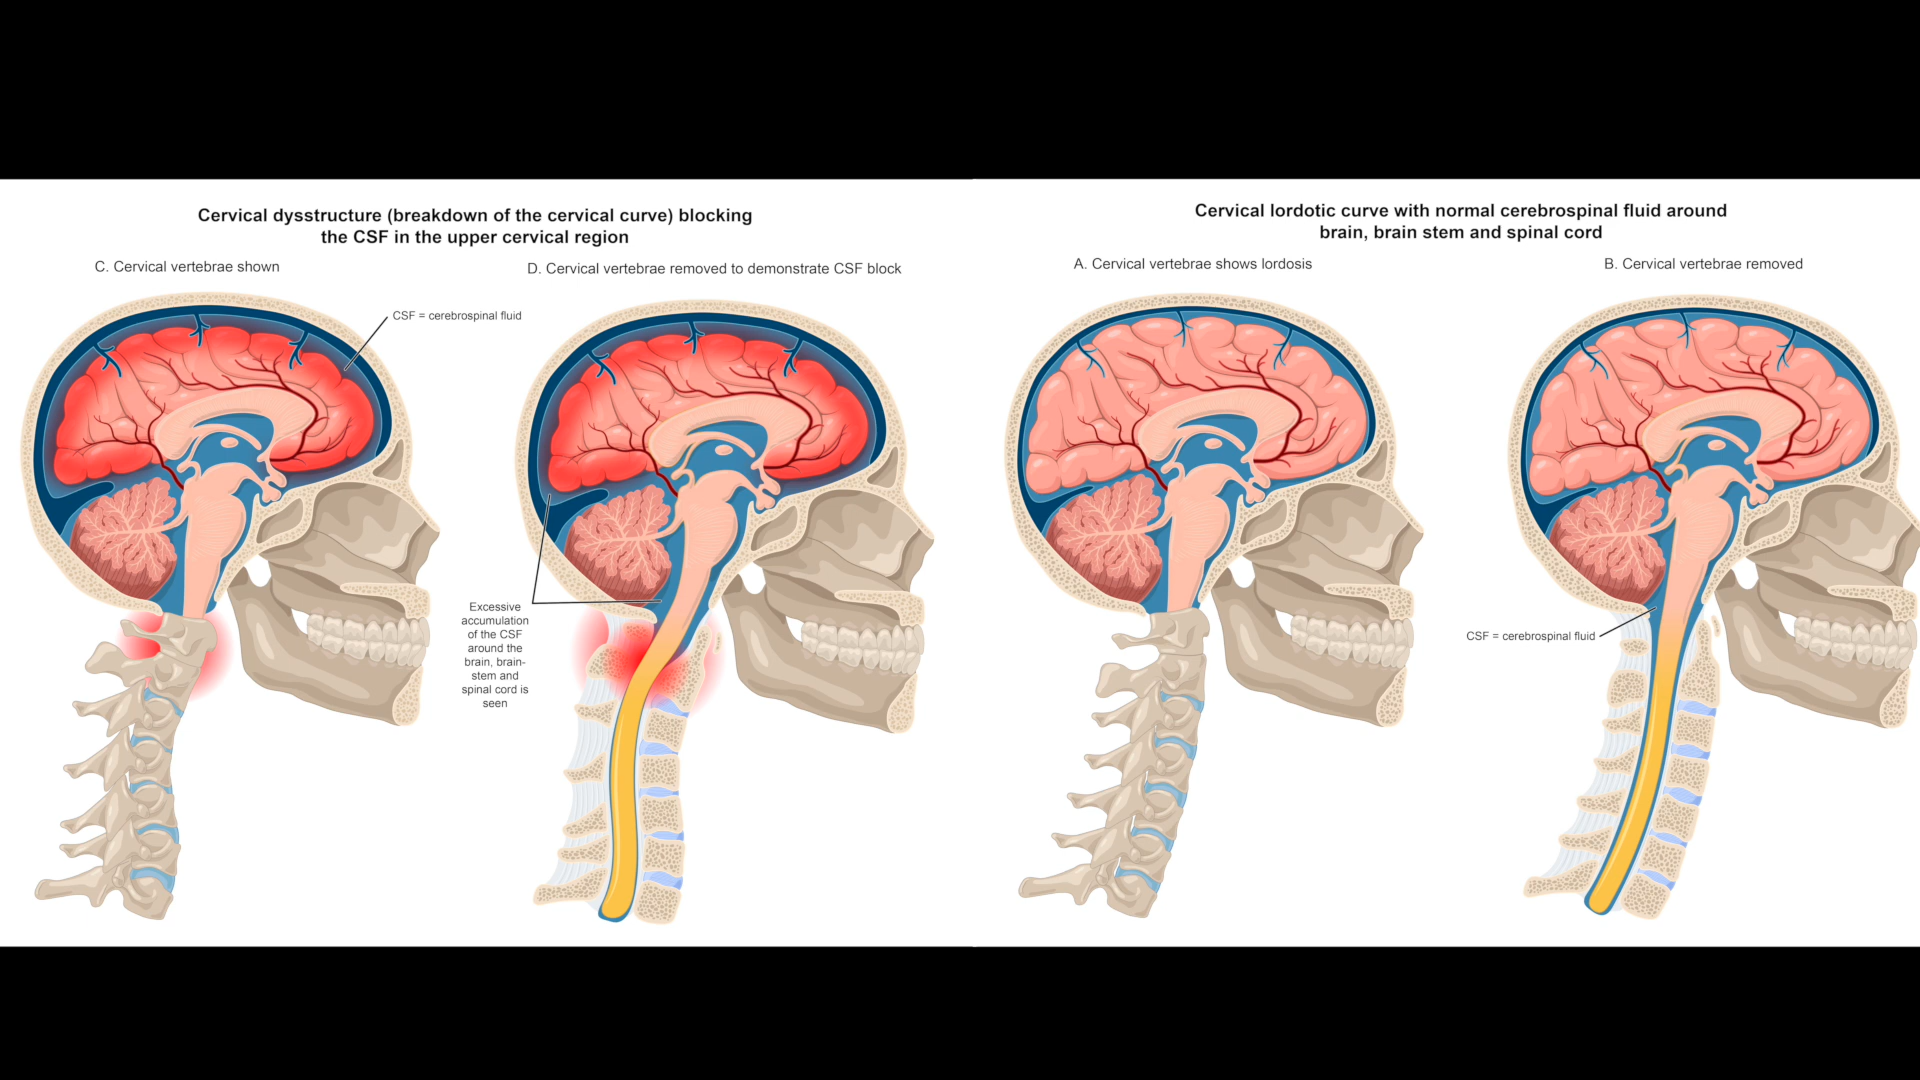 Cervical dysstructure (breakdown of the cervical curve) blocking
the CSF in the upper cervical region
C. Cervical vertebrae shown
D. Cervical vertebrae removed to demonstrate CSF block
CSF = cerebrospinal fluid
Excessive
accumulation
of the CSF
around the
brain, brain-
stem and
spinal cord is
seen
Cervical lordotic curve with normal cerebrospinal fluid around
brain, brain stem and spinal cord
A. Cervical vertebrae shows lordosis
B. Cervical vertebrae removed
CSF = cerebrospinal fluid